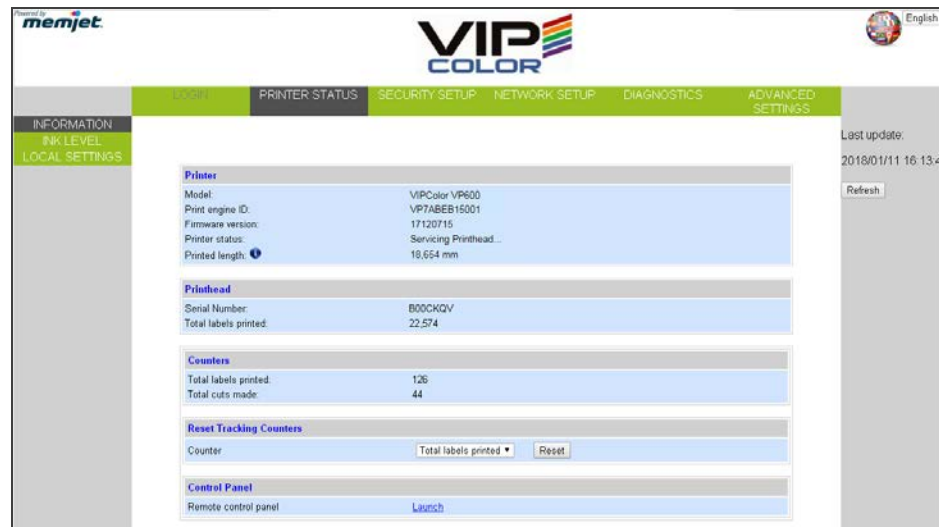 Powered by
memjet
VIP
COLOR
English
LOGIN
PRINTER STATUS
SECURITY SETUP
NETWORK SETUP
DIAGNOSTICS
ADVANCED SETTINGS
INFORMATION
INK LEVEL
LOCAL SETTINGS
Last update:
2018/01/11 16:13:4
Refresh
Printer
Model: VIPColor VP600
Print engine ID: VP7ABEB15001
Firmware version: 17120715
Printer status: Servicing Printhead...
Printed length: 18,654 mm
Printhead
Serial Number: B00CKQV
Total labels printed: 22,574
Counters
Total labels printed: 126
Total cuts made: 44
Reset Tracking Counters
Counter Total labels printed Reset
Control Panel
Remote control panel Launch